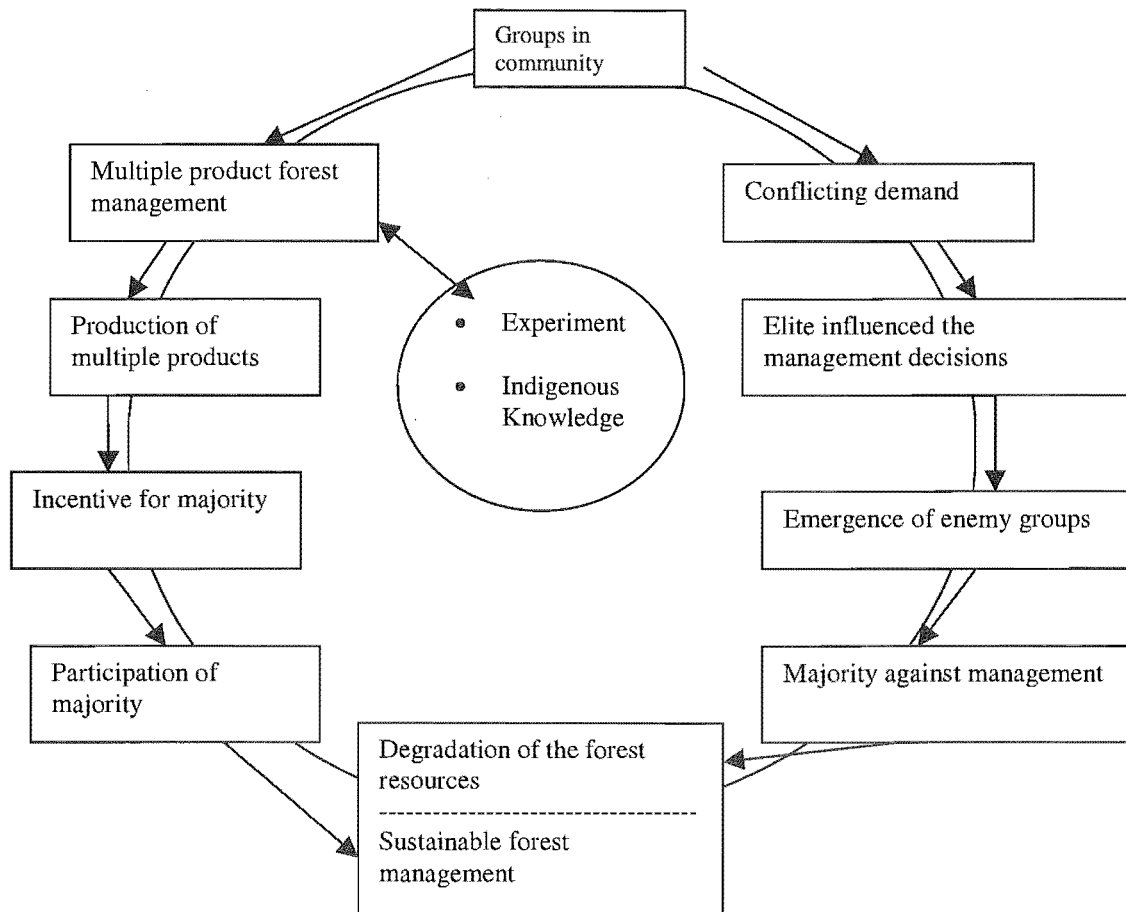 Groups in
community
Multiple product forest
management
Conflicting demand
Production of
multiple products
• Experiment
• Indigenous
Knowledge
Elite influenced the
management decisions
Incentive for majority
Emergence of enemy groups
Participation of
majority
Majority against management
Degradation of the forest
resources
Sustainable forest
management